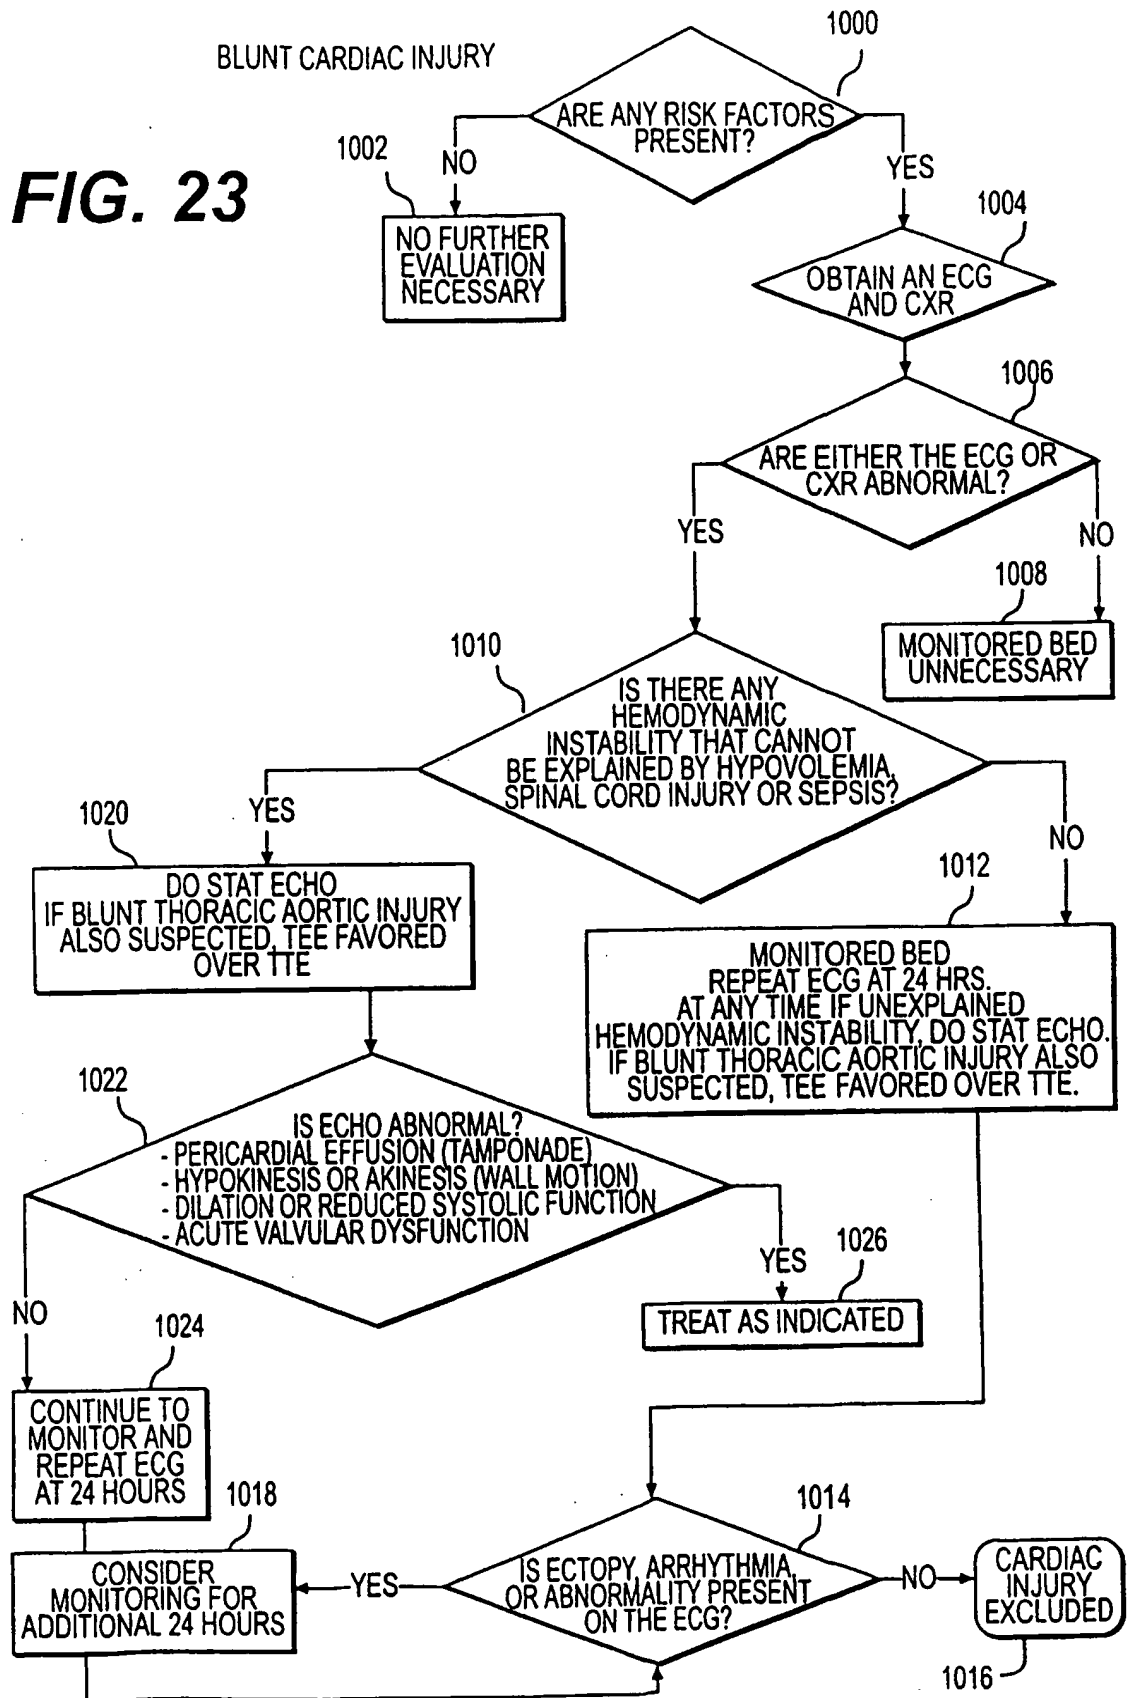 BLUNT CARDIAC INJURY
FIG. 23
1000
ARE ANY RISK FACTORS
PRESENT?
NO
YES
1002
NO FURTHER
EVALUATION
NECESSARY
1004
OBTAIN AN ECG
AND CXR
1006
ARE EITHER THE ECG OR
CXR ABNORMAL?
YES
NO
1008
MONITORED BED
UNNECESSARY
1010
IS THERE ANY
HEMODYNAMIC
INSTABILITY THAT CANNOT
BE EXPLAINED BY HYPOVOLEMIA,
SPINAL CORD INJURY OR SEPSIS?
YES
NO
1020
DO STAT ECHO
IF BLUNT THORACIC AORTIC INJURY
ALSO SUSPECTED, TEE FAVORED
OVER TTE
1012
MONITORED BED
REPEAT ECG AT 24 HRS.
AT ANY TIME IF UNEXPLAINED
HEMODYNAMIC INSTABILITY, DO STAT ECHO.
IF BLUNT THORACIC AORTIC INJURY ALSO
SUSPECTED, TEE FAVORED OVER TTE.
1022
IS ECHO ABNORMAL?
- PERICARDIAL EFFUSION (TAMPONADE)
- HYPOKINESIS OR AKINESIS (WALL MOTION)
- DILATION OR REDUCED SYSTOLIC FUNCTION
- ACUTE VALVULAR DYSFUNCTION
NO
YES
1026
TREAT AS INDICATED
1024
CONTINUE TO
MONITOR AND
REPEAT ECG
AT 24 HOURS
1018
CONSIDER
MONITORING FOR
ADDITIONAL 24 HOURS
YES
1014
IS ECTOPY, ARRHYTHMIA,
OR ABNORMALITY PRESENT
ON THE ECG?
NO
CARDIAC
INJURY
EXCLUDED
1016